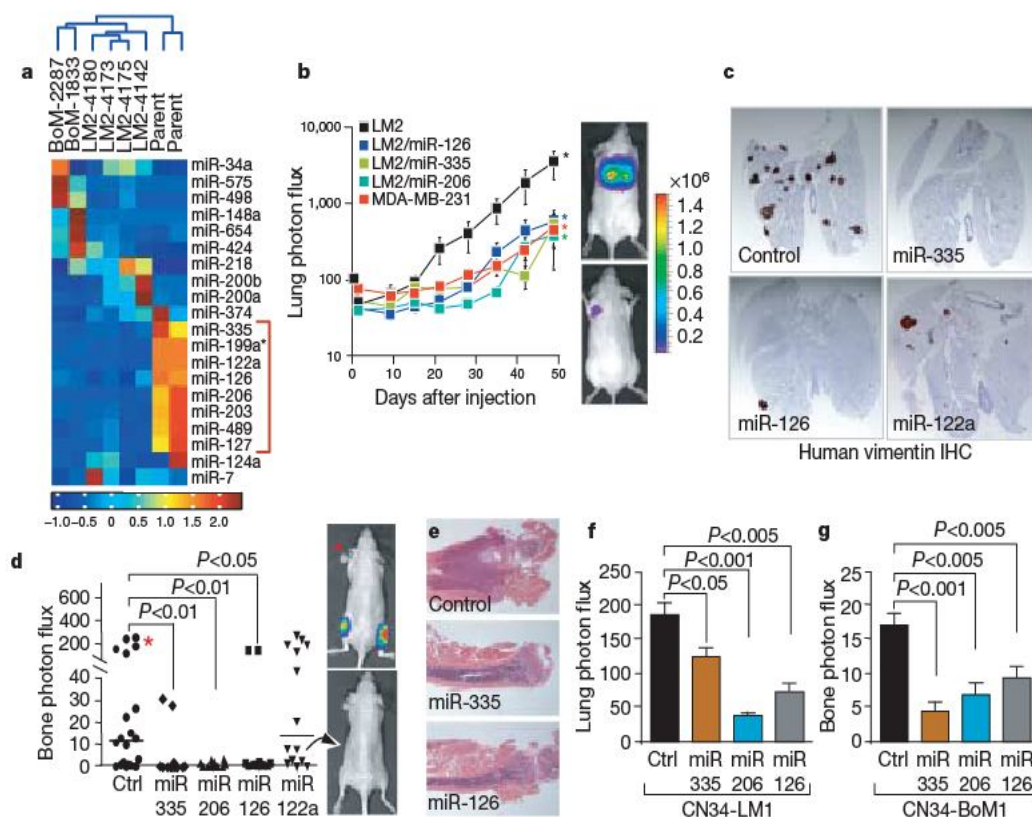 a
BoM-2287
BoM-1833
LM2-4180
LM2-4173
LM2-4175
LM2-4142
Parent
Parent
miR-34a
miR-575
miR-498
miR-148a
miR-654
miR-424
miR-218
miR-200b
miR-200a
miR-374
miR-335
miR-199a*
miR-122a
miR-126
miR-206
miR-203
miR-489
miR-127
miR-124a
miR-7
-1.0 -0.5 0 0.5 1.0 1.5 2.0
b
Lung photon flux
10,000
1,000
100
10
LM2
LM2/miR-126
LM2/miR-335
LM2/miR-206
MDA-MB-231
*
*
*
*
0 10 20 30 40 50
Days after injection
×10⁶
1.4
1.2
1.0
0.8
0.6
0.4
0.2
c
Control
miR-335
miR-126
miR-122a
Human vimentin IHC
d
Bone photon flux
600
400
200
100
40
30
20
10
0
P<0.05
P<0.01
P<0.01
*
Ctrl miR miR miR miR
335 206 126 122a
*
e
Control
miR-335
miR-126
f
Lung photon flux
250
200
150
100
50
0
P<0.005
P<0.001
P<0.05
Ctrl miR miR miR
335 206 126
CN34-LM1
g
Bone photon flux
25
20
15
10
5
0
P<0.005
P<0.005
P<0.001
Ctrl miR miR miR
335 206 126
CN34-BoM1